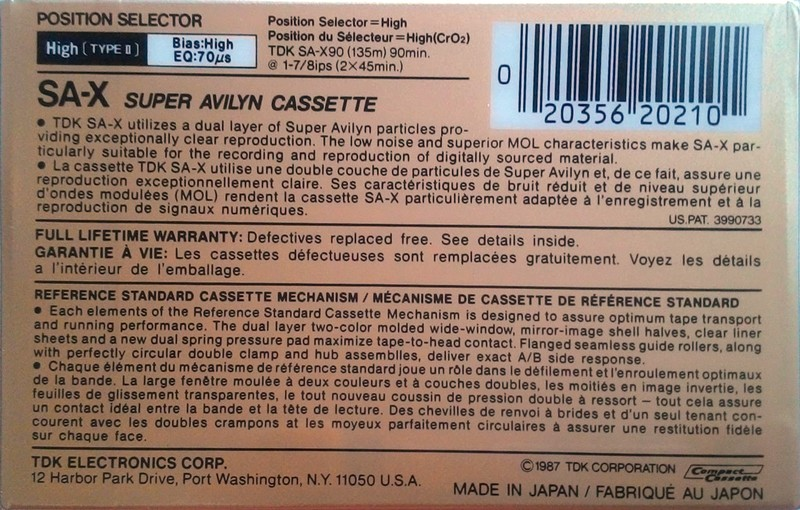 POSITION SELECTOR
High [TYPE II] Bias:High
EQ:70μs
Position Selector=High
Position du Sélecteur=High(CrO₂)
TDK SA-X90 (135m) 90min.
@ 1-7/8ips (2×45min.)
0 20356 20210
SA-X SUPER AVILYN CASSETTE
● TDK SA-X utilizes a dual layer of Super Avilyn particles pro-
viding exceptionally clear reproduction. The low noise and superior MOL characteristics make SA-X par-
ticularly suitable for the recording and reproduction of digitally sourced material.
● La cassette TDK SA-X utilise une double couche de particules de Super Avilyn et, de ce fait, assure une
reproduction exceptionnellement claire. Ses caractéristiques de bruit réduit et de niveau supérieur
d'ondes modulées (MOL) rendent la cassette SA-X particulièrement adaptée à l'enregistrement et à la
reproduction de signaux numériques.
US.PAT. 3990733
FULL LIFETIME WARRANTY: Defectives replaced free. See details inside.
GARANTIE À VIE: Les cassettes défectueuses sont remplacées gratuitement. Voyez les détails
a l'intérieur de l'emballage.
REFERENCE STANDARD CASSETTE MECHANISM / MÉCANISME DE CASSETTE DE RÉFÉRENCE STANDARD
● Each elements of the Reference Standard Cassette Mechanism is designed to assure optimum tape transport
and running performance. The dual layer two-color molded wide-window, mirror-image shell halves, clear liner
sheets and a new dual spring pressure pad maximize tape-to-head contact. Flanged seamless guide rollers, along
with perfectly circular double clamp and hub assemblies, deliver exact A/B side response.
● Chaque élément du mécanisme de référence standard joue un rôle dans le défilement et l'enroulement optimaux
de la bande. La large fenêtre moulée à deux couleurs et à couches doubles, les moitiés en image invertie, les
feuilles de glissement transparentes, le tout nouveau coussin de pression double à ressort – tout cela assure
un contact idéal entre la bande et la tête de lecture. Des chevilles de renvoi à brides et d'un seul tenant con-
courent avec les doubles crampons at les moyeux parfaitement circulaires à assurer une restitution fidèle
sur chaque face.
TDK ELECTRONICS CORP.
12 Harbor Park Drive, Port Washington, N.Y. 11050 U.S.A.
©1987 TDK CORPORATION Compact Cassette
MADE IN JAPAN / FABRIQUÉ AU JAPON